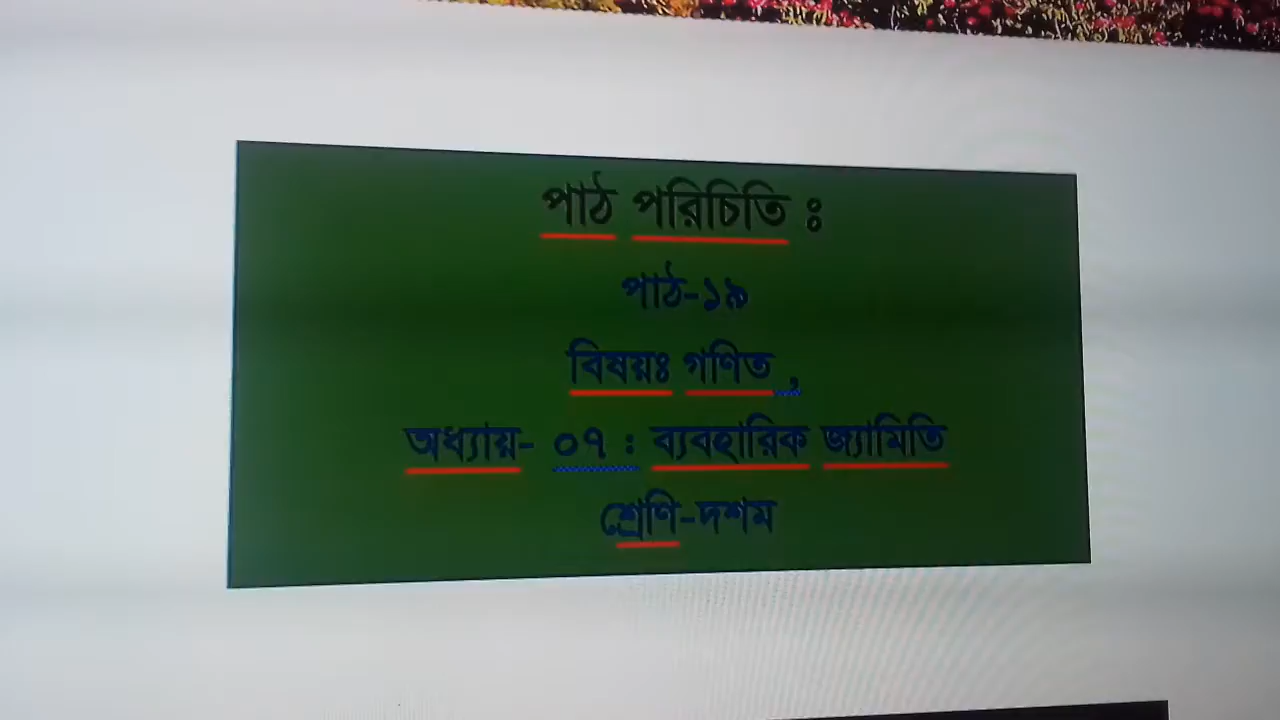 পাঠ পরিচিতি ঃ
পাঠ-১৯
বিষয়ঃ গণিত ,
অধ্যায়- ০৭ : ব্যবহারিক জ্যামিতি
শ্রেণি-দশম